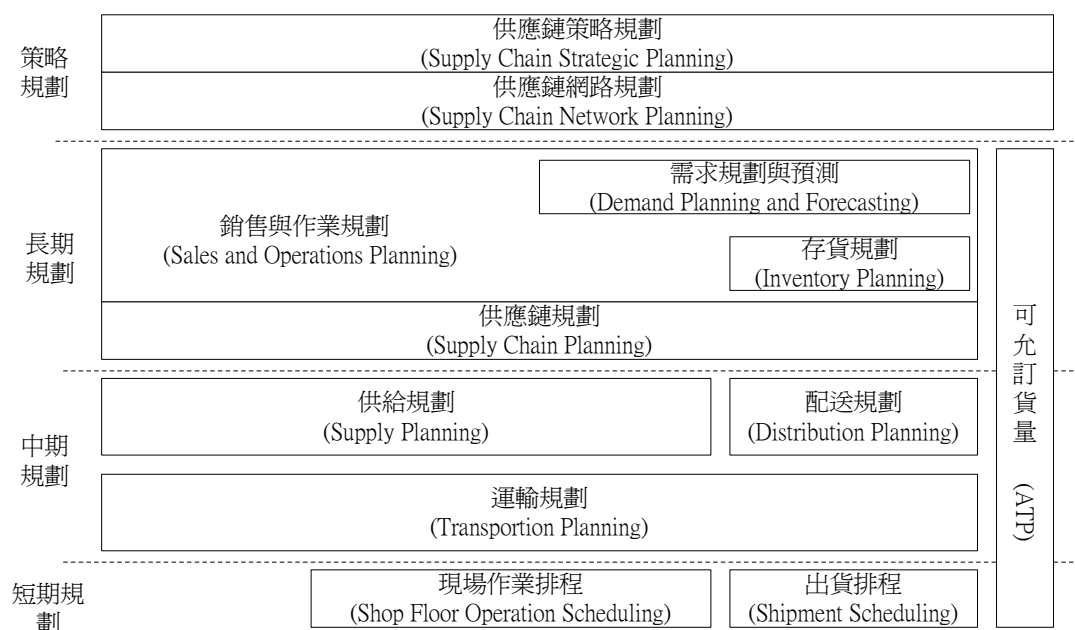 策略
規劃
供應鏈策略規劃
(Supply Chain Strategic Planning)
供應鏈網路規劃
(Supply Chain Network Planning)
長期
規劃
銷售與作業規劃
(Sales and Operations Planning)
需求規劃與預測
(Demand Planning and Forecasting)
存貨規劃
(Inventory Planning)
供應鏈規劃
(Supply Chain Planning)
中期
規劃
供給規劃
(Supply Planning)
配送規劃
(Distribution Planning)
運輸規劃
(Transportion Planning)
短期規
劃
現場作業排程
(Shop Floor Operation Scheduling)
出貨排程
(Shipment Scheduling)
可允訂貨量 (ATP)